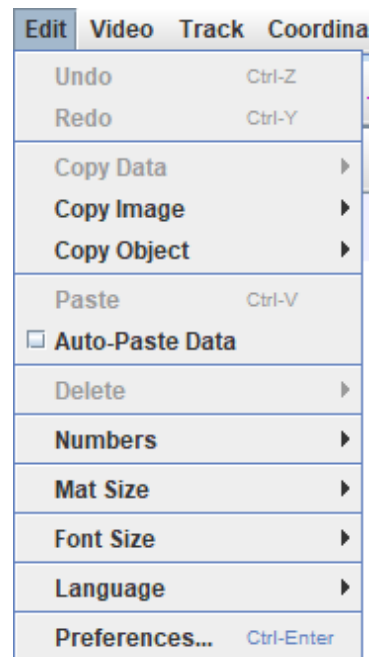 Edit Video Track Coordina
Undo Ctrl-Z
Redo Ctrl-Y
Copy Data
Copy Image
Copy Object
Paste Ctrl-V
Auto-Paste Data
Delete
Numbers
Mat Size
Font Size
Language
Preferences... Ctrl-Enter